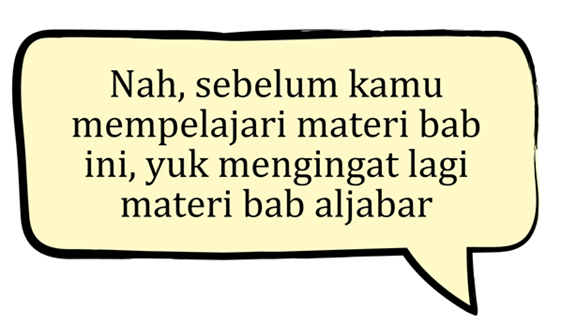 Nah, sebelum kamu
mempelajari materi bab
ini, yuk mengingat lagi
materi bab aljabar